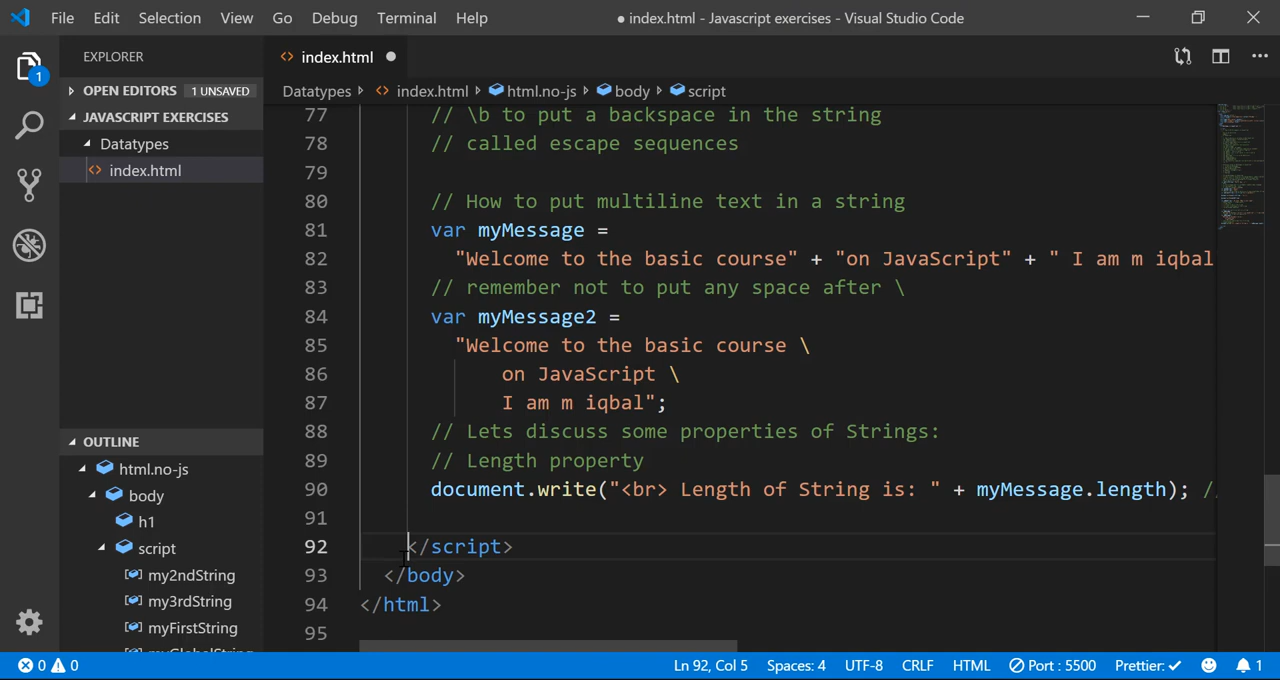 File Edit Selection View Go Debug Terminal Help
● index.html - Javascript exercises - Visual Studio Code
1
EXPLORER
OPEN EDITORS 1 UNSAVED
JAVASCRIPT EXERCISES
Datatypes
<> index.html
OUTLINE
html.no-js
body
h1
script
my2ndString
my3rdString
myFirstString
<> index.html ●
Datatypes <> index.html html.no-js body script
77 // \b to put a backspace in the string
78 // called escape sequences
79
80 // How to put multiline text in a string
81 var myMessage =
82 "Welcome to the basic course" + "on JavaScript" + " I am m iqbal
83 // remember not to put any space after \
84 var myMessage2 =
85 "Welcome to the basic course \
86 on JavaScript \
87 I am m iqbal";
88 // Lets discuss some properties of Strings:
89 // Length property
90 document.write("<br> Length of String is: " + myMessage.length); //
91
92 </script>
93 </body>
94 </html>
95
0 0 Ln 92, Col 5 Spaces: 4 UTF-8 CRLF HTML Port : 5500 Prettier: ✓ 1